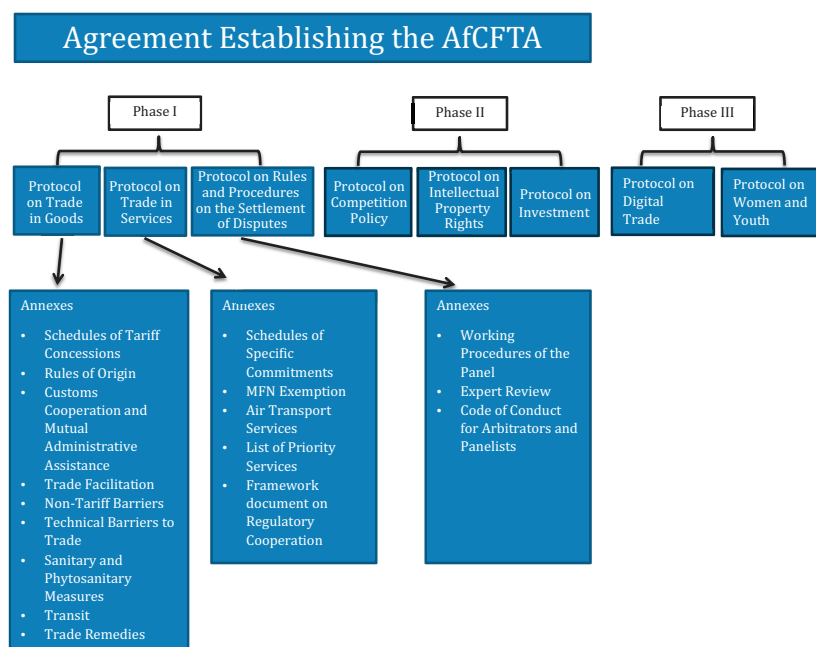 Agreement Establishing the AfCFTA
Phase I
Phase II
Phase III
Protocol
on Trade
in Goods
Protocol on
Trade in
Services
Protocol on Rules
and Procedures
on the Settlement
of Disputes
Protocol on
Competition
Policy
Protocol on
Intellectual
Property
Rights
Protocol on
Investment
Protocol on
Digital
Trade
Protocol on
Women and
Youth
Annexes
• Schedules of Tariff
Concessions
• Rules of Origin
• Customs
Cooperation and
Mutual
Administrative
Assistance
• Trade Facilitation
• Non-Tariff Barriers
• Technical Barriers to
Trade
• Sanitary and
Phytosanitary
Measures
• Transit
• Trade Remedies
Annexes
• Schedules of
Specific
Commitments
• MFN Exemption
• Air Transport
Services
• List of Priority
Services
• Framework
document on
Regulatory
Cooperation
Annexes
• Working
Procedures of the
Panel
• Expert Review
• Code of Conduct
for Arbitrators and
Panelists